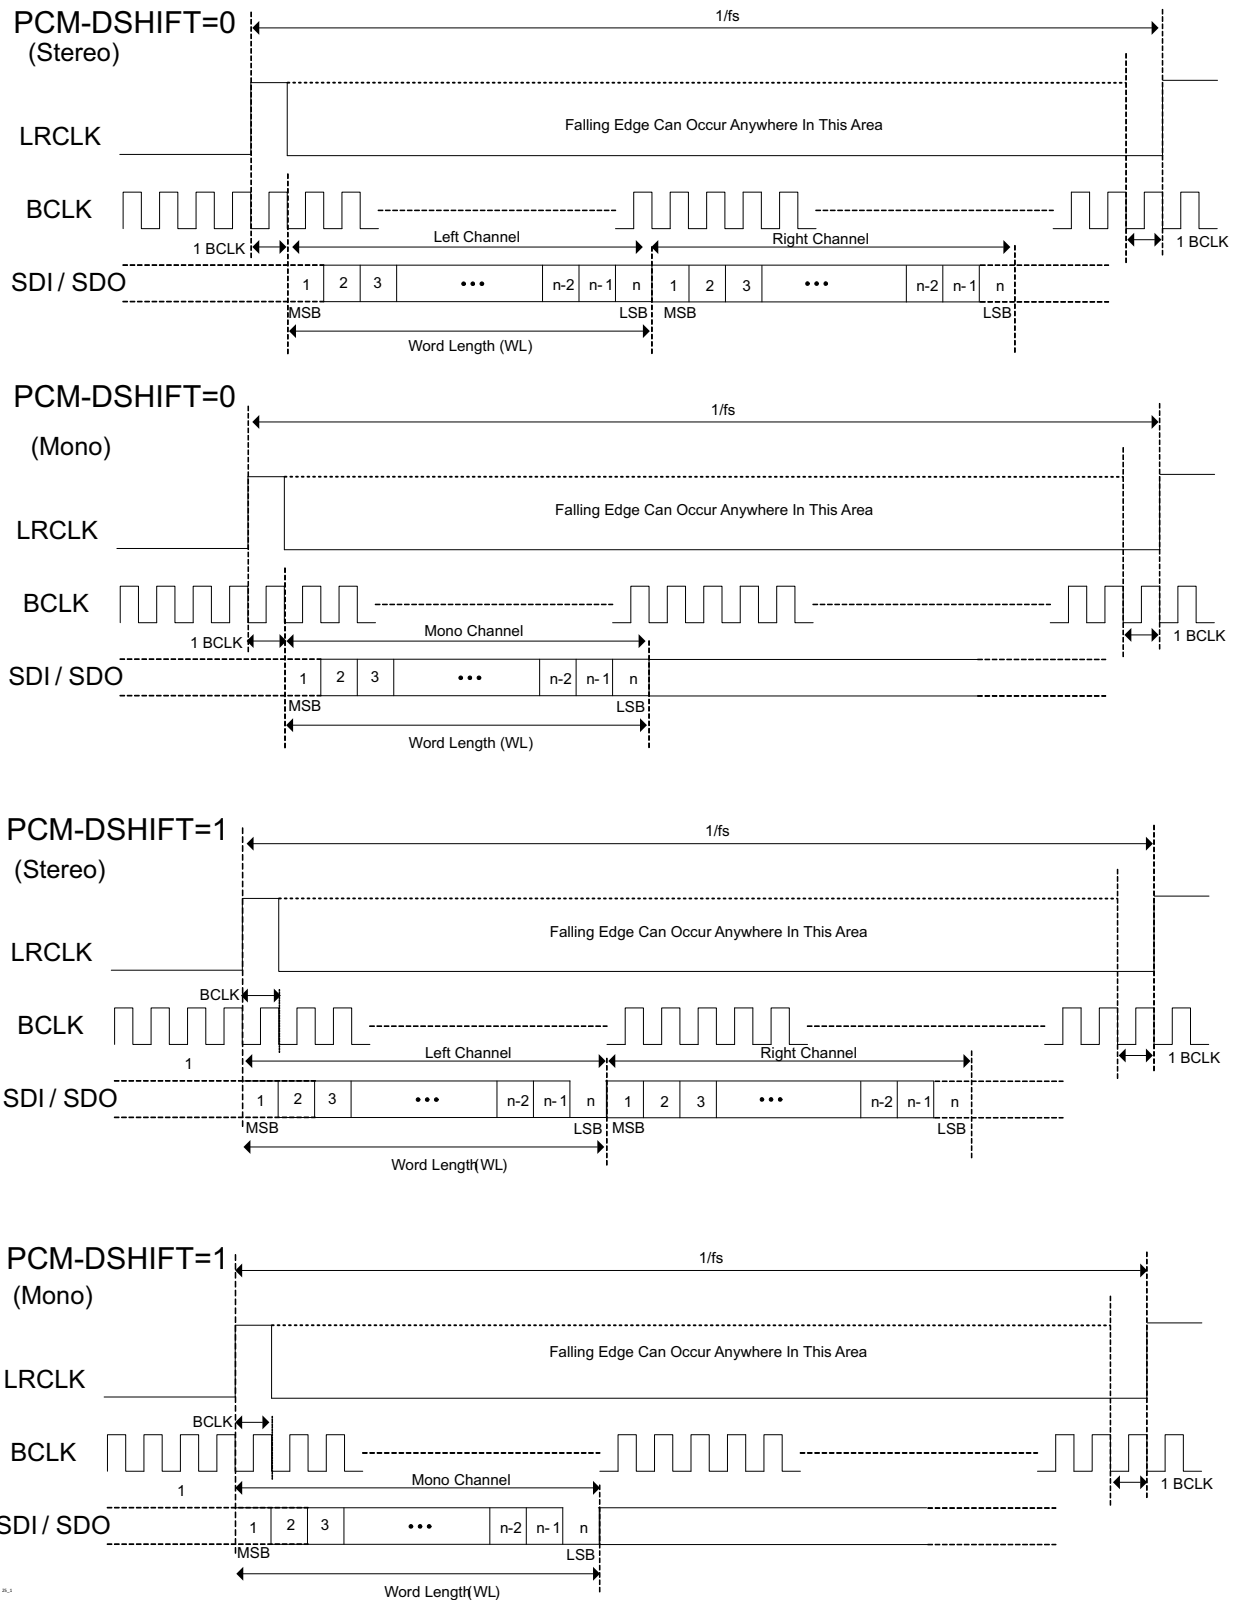 PCM-DSHIFT=0
1/fs
(Stereo)
Falling Edge Can Occur Anywhere In This Area
LRCLK
BCLK
Left Channel
Right Channel
1 BCLK
1 BCLK
SDI / SDO
1 2 3 ••• n-2 n-1 n 1 2 3 ••• n-2 n-1 n
MSB LSB MSB LSB
Word Length (WL)
PCM-DSHIFT=0
1/fs
(Mono)
Falling Edge Can Occur Anywhere In This Area
LRCLK
BCLK
Mono Channel
1 BCLK
1 BCLK
SDI / SDO
1 2 3 ••• n-2 n-1 n
MSB LSB
Word Length (WL)
PCM-DSHIFT=1
1/fs
(Stereo)
Falling Edge Can Occur Anywhere In This Area
LRCLK
BCLK
BCLK
Left Channel
Right Channel
1
1 BCLK
SDI / SDO
1 2 3 ••• n-2 n-1 n 1 2 3 ••• n-2 n-1 n
MSB LSB MSB LSB
Word Length(WL)
PCM-DSHIFT=1
1/fs
(Mono)
Falling Edge Can Occur Anywhere In This Area
LRCLK
BCLK
BCLK
Mono Channel
1
1 BCLK
SDI / SDO
1 2 3 ••• n-2 n-1 n
MSB LSB
Word Length(WL)